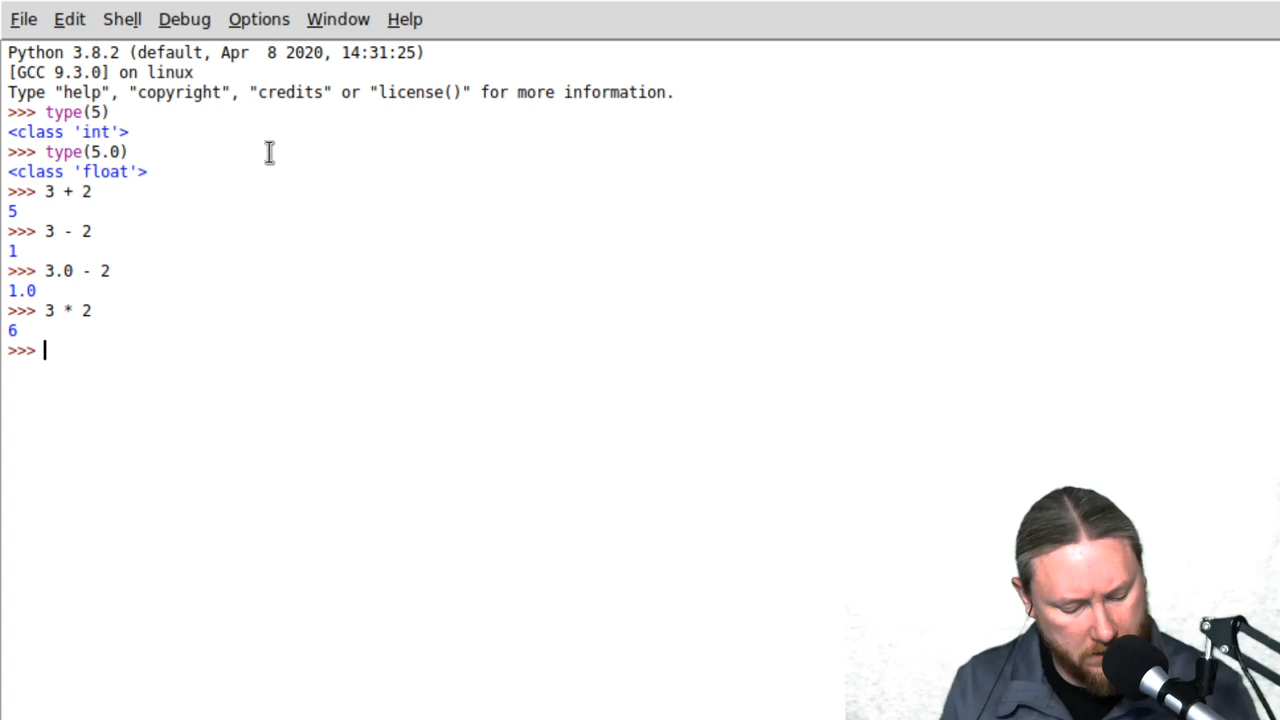 File Edit Shell Debug Options Window Help
Python 3.8.2 (default, Apr  8 2020, 14:31:25)
[GCC 9.3.0] on linux
Type "help", "copyright", "credits" or "license()" for more information.
>>> type(5)
<class 'int'>
>>> type(5.0)
<class 'float'>
>>> 3 + 2
5
>>> 3 - 2
1
>>> 3.0 - 2
1.0
>>> 3 * 2
6
>>>